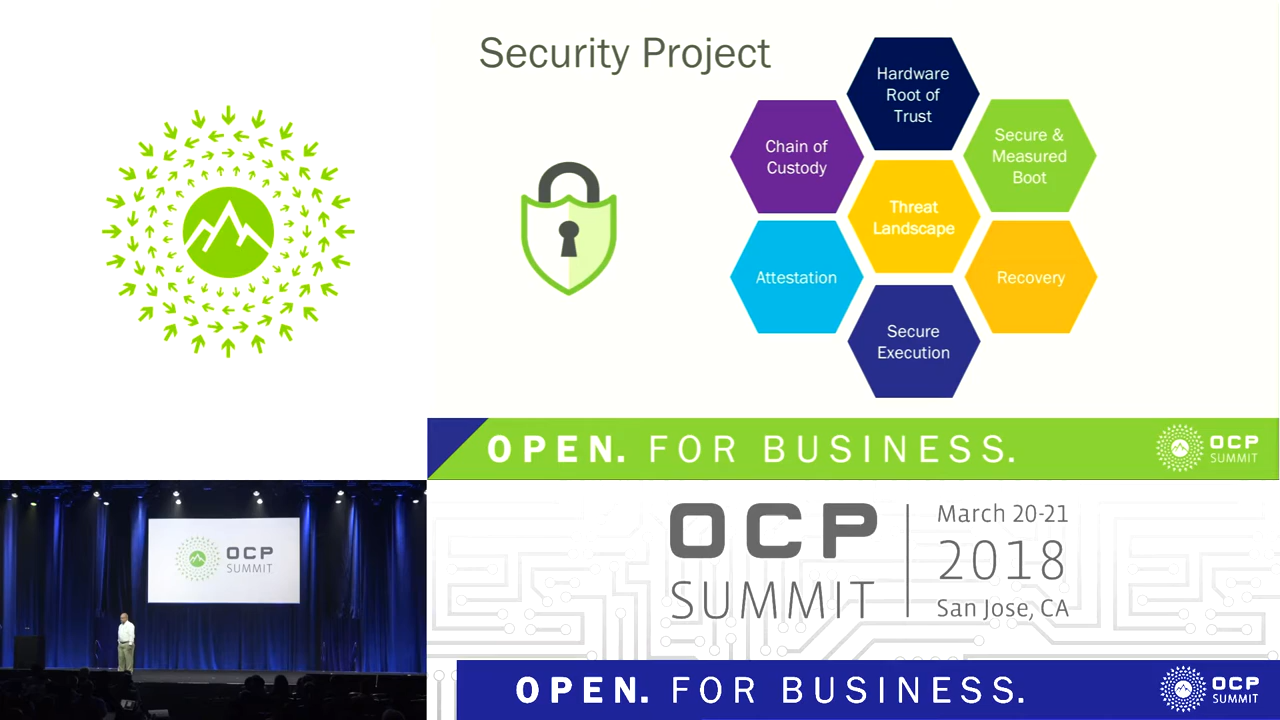 Security Project
Hardware
Root of
Trust
Chain of
Custody
Secure &
Measured
Boot
Threat
Landscape
Attestation
Recovery
Secure
Execution
OPEN. FOR BUSINESS.
OCP
SUMMIT
OCP
SUMMIT
OCP
SUMMIT
March 20-21
2018
San Jose, CA
OPEN. FOR BUSINESS.
OCP
SUMMIT